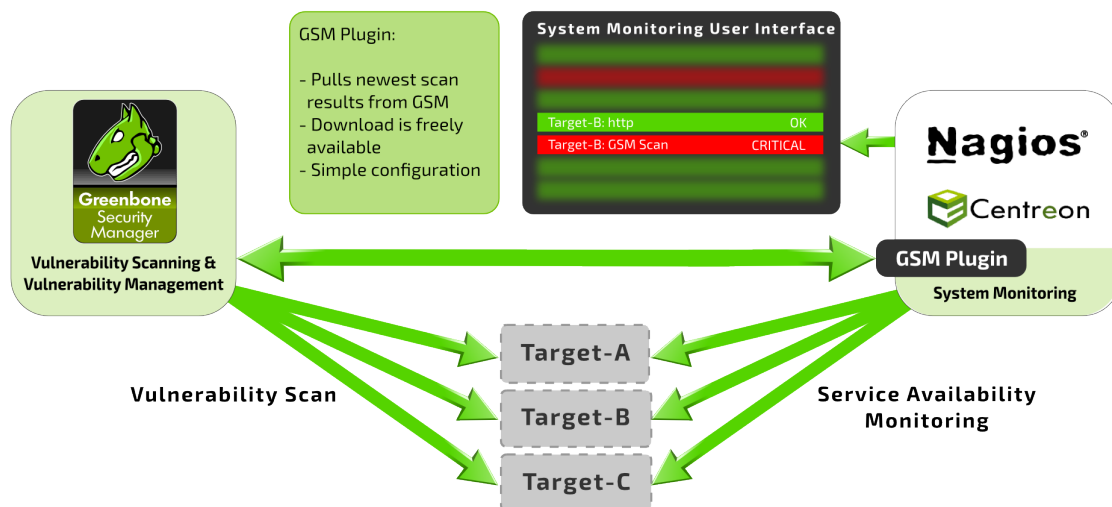 GSM Plugin:
- Pulls newest scan
results from GSM
- Download is freely
available
- Simple configuration
System Monitoring User Interface
Target-B: http OK
Target-B: GSM Scan CRITICAL
Greenbone
Security
Manager
Vulnerability Scanning &
Vulnerability Management
Nagios®
Centreon
GSM Plugin
System Monitoring
Target-A
Target-B
Target-C
Vulnerability Scan
Service Availability
Monitoring